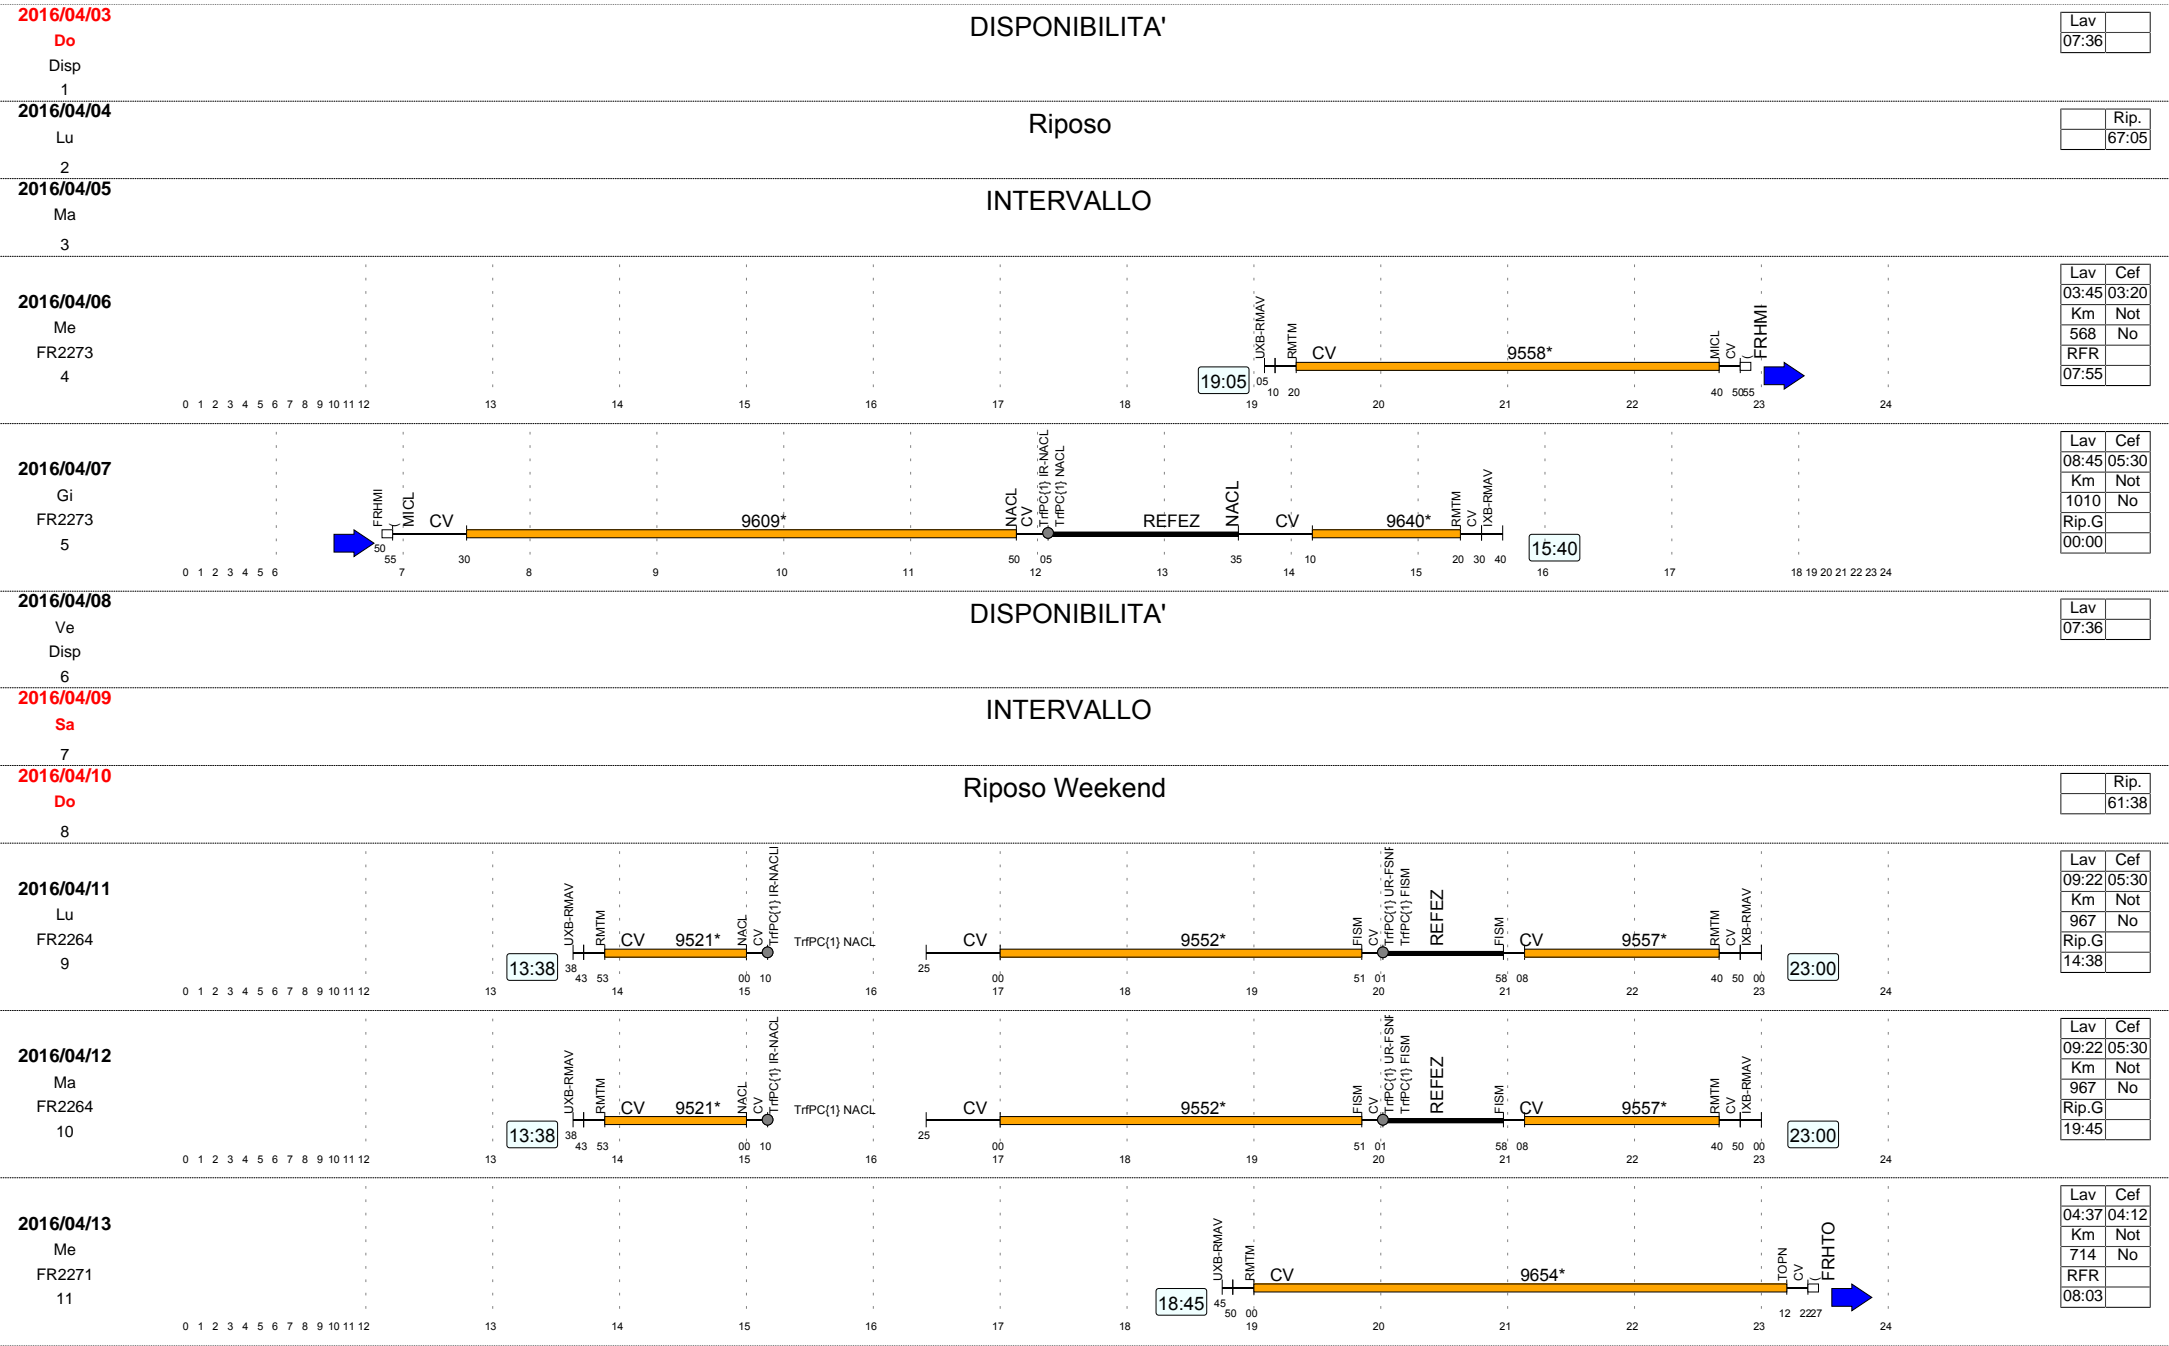 2016/04/03
Do
Disp
1
DISPONIBILITA'
Lav
07:36
2016/04/04
Lu
2
Riposo
Rip.
67:05
2016/04/05
Ma
3
INTERVALLO
2016/04/06
Me
FR2273
4
19:05
UXB-RMAV
RMTM
CV
9558*
MICL
CV
(
FRHMI
05
10 20
40 50 55
0 1 2 3 4 5 6 7 8 9 10 11 12 13 14 15 16 17 18 19 20 21 22 23 24
Lav Cef
03:45 03:20
Km Not
568 No
RFR
07:55
2016/04/07
Gi
FR2273
5
FRHMI
(
MICL
CV
9609*
NACL
CV
TrfPC{1} IR-NACL
TrfPC{1} NACL
REFEZ
NACL
CV
9640*
RMTM
CV
IXB-RMAV
15:40
50
55 30 50 05 35 10 20 30 40
0 1 2 3 4 5 6 7 8 9 10 11 12 13 14 15 16 17 18 19 20 21 22 23 24
Lav Cef
08:45 05:30
Km Not
1010 No
Rip.G
00:00
2016/04/08
Ve
Disp
6
DISPONIBILITA'
Lav
07:36
2016/04/09
Sa
7
INTERVALLO
2016/04/10
Do
8
Riposo Weekend
Rip.
61:38
2016/04/11
Lu
FR2264
9
13:38
UXB-RMAV
RMTM
CV
9521*
NACL
CV
TrfPC{1} IR-NACL
TrfPC{1} NACL
CV
9552*
FISM
CV
TrfPC{1} UR-FSNF
TrfPC{1} FISM
REFEZ
FISM
CV
9557*
RMTM
CV
IXB-RMAV
23:00
38
43 53 00 10 25 00 51 01 58 08 40 50 00
0 1 2 3 4 5 6 7 8 9 10 11 12 13 14 15 16 17 18 19 20 21 22 23 24
Lav Cef
09:22 05:30
Km Not
967 No
Rip.G
14:38
2016/04/12
Ma
FR2264
10
13:38
UXB-RMAV
RMTM
CV
9521*
NACL
CV
TrfPC{1} IR-NACL
TrfPC{1} NACL
CV
9552*
FISM
CV
TrfPC{1} UR-FSNF
TrfPC{1} FISM
REFEZ
FISM
CV
9557*
RMTM
CV
IXB-RMAV
23:00
38
43 53 00 10 25 00 51 01 58 08 40 50 00
0 1 2 3 4 5 6 7 8 9 10 11 12 13 14 15 16 17 18 19 20 21 22 23 24
Lav Cef
09:22 05:30
Km Not
967 No
Rip.G
19:45
2016/04/13
Me
FR2271
11
18:45
UXB-RMAV
RMTM
CV
9654*
TOPN
CV
(
FRHTO
45
50 00 12 22 27
0 1 2 3 4 5 6 7 8 9 10 11 12 13 14 15 16 17 18 19 20 21 22 23 24
Lav Cef
04:37 04:12
Km Not
714 No
RFR
08:03